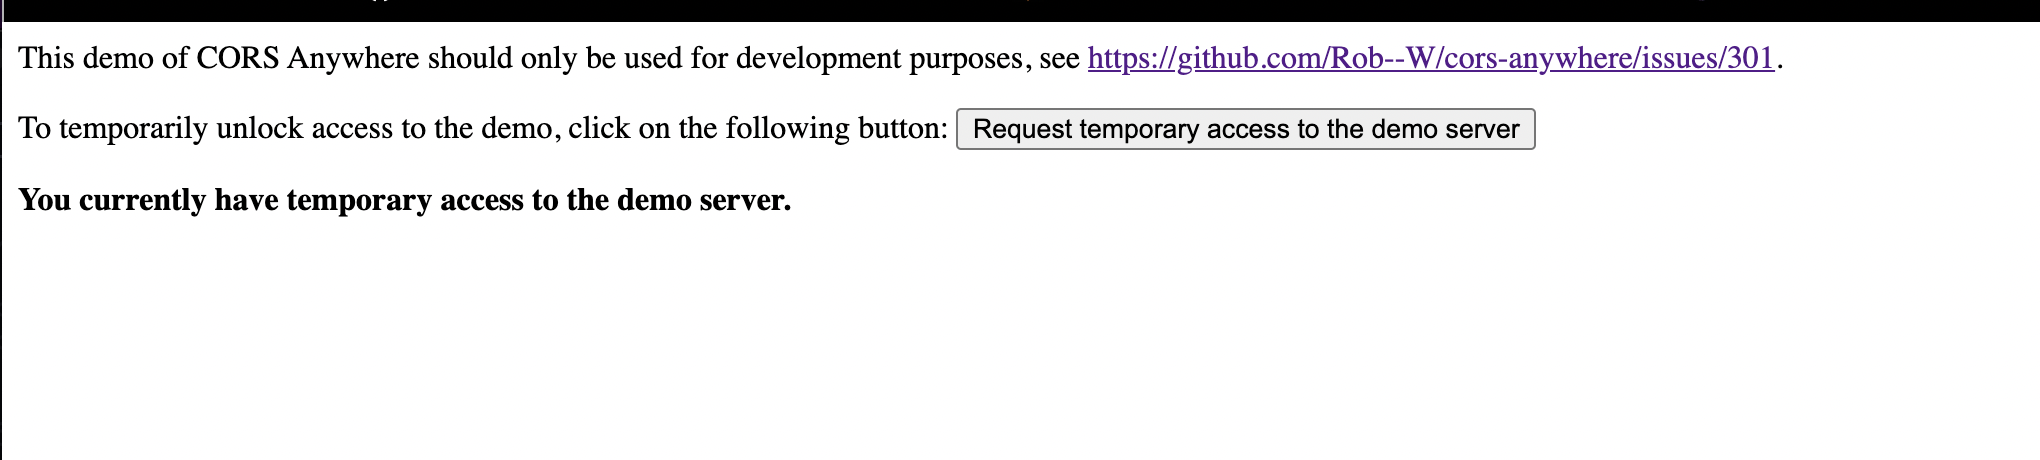 This demo of CORS Anywhere should only be used for development purposes, see https://github.com/Rob--W/cors-anywhere/issues/301.
To temporarily unlock access to the demo, click on the following button: Request temporary access to the demo server
You currently have temporary access to the demo server.